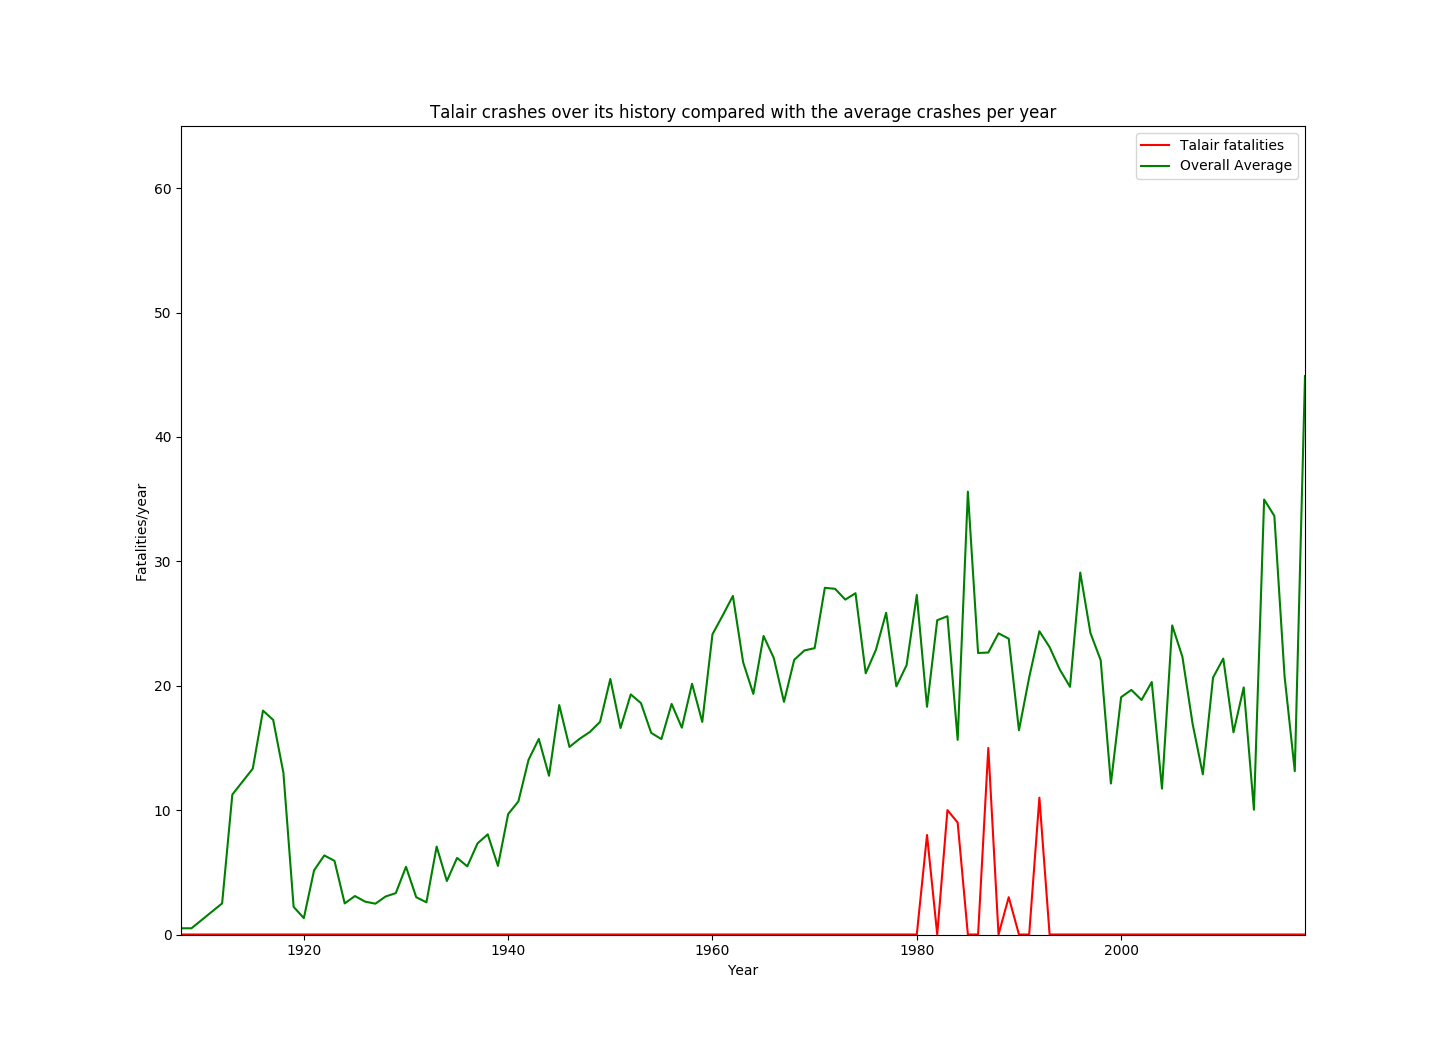 Talair crashes over its history compared with the average crashes per year
Talair fatalities
Overall Average
60
50
40
30
20
10
0
Fatalities/year
1920 1940 1960 1980 2000
Year